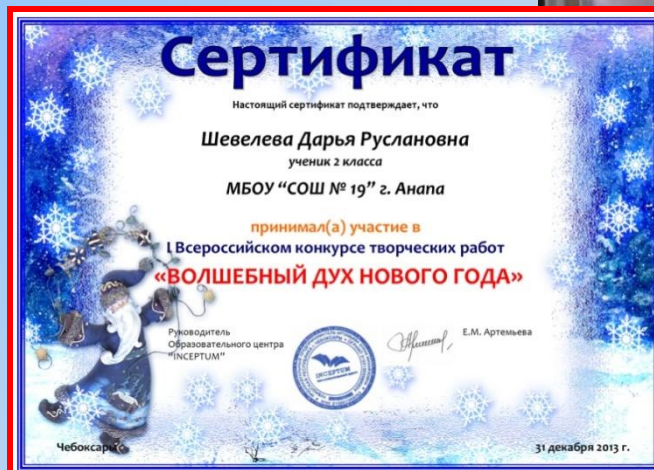 Сертификат
Настоящий сертификат подтверждает, что
Шевелева Дарья Руслановна
ученик 2 класса
МБОУ “СОШ № 19” г. Анапа
принимал(а) участие в
I Всероссийском конкурсе творческих работ
«ВОЛШЕБНЫЙ ДУХ НОВОГО ГОДА»
Руководитель
Образовательного центра
“INCEPTUM”
INCEPTUM
Е.М. Артемьева
Чебоксары
31 декабря 2013 г.